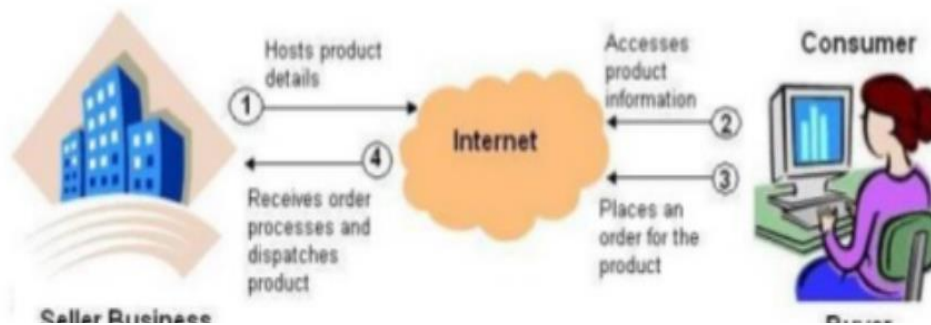 Hosts product
details
1
Internet
4
Receives order
processes and
dispatches
product
Seller Business
Accesses
product
information
2
3
Places an
order for the
product
Consumer
Buyer